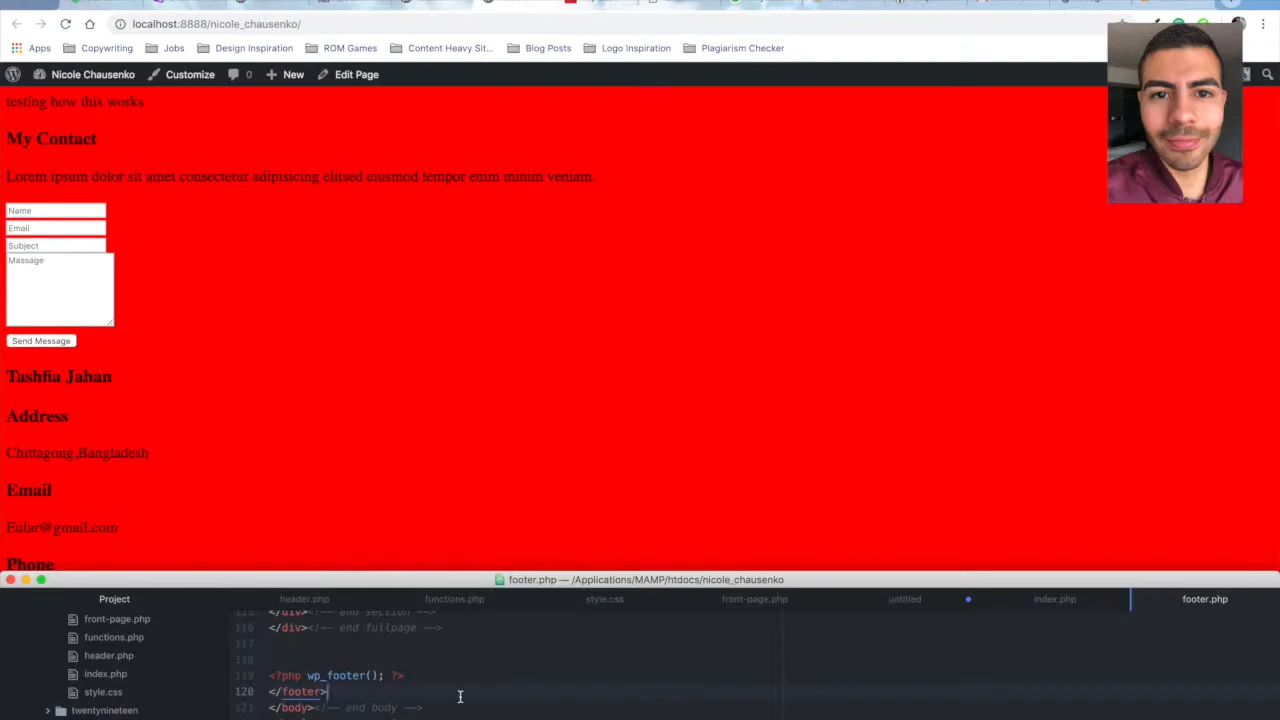 localhost:8888/nicole_chausenko/
Apps Copywriting Jobs Design Inspiration ROM Games Content Heavy Sit... Blog Posts Logo Inspiration Plagiarism Checker
Nicole Chausenko Customize 0 New Edit Page
testing how this works
My Contact
Lorem ipsum dolor sit amet consectetur adipisicing elitsed eiusmod tempor enim minim veniam.
Name
Email
Subject
Massage
Send Message
Tashfia Jahan
Address
Chittagong,Bangladesh
Email
Eular@gmail.com
Phone
footer.php — /Applications/MAMP/htdocs/nicole_chausenko
Project header.php functions.php style.css front-page.php untitled index.php footer.php
front-page.php
functions.php
header.php
index.php
style.css
twentynineteen
115 </div><!-- end section -->
116 </div><!-- end fullpage -->
117
118
119 <?php wp_footer(); ?>
120 </footer>
121 </body><!-- end body -->